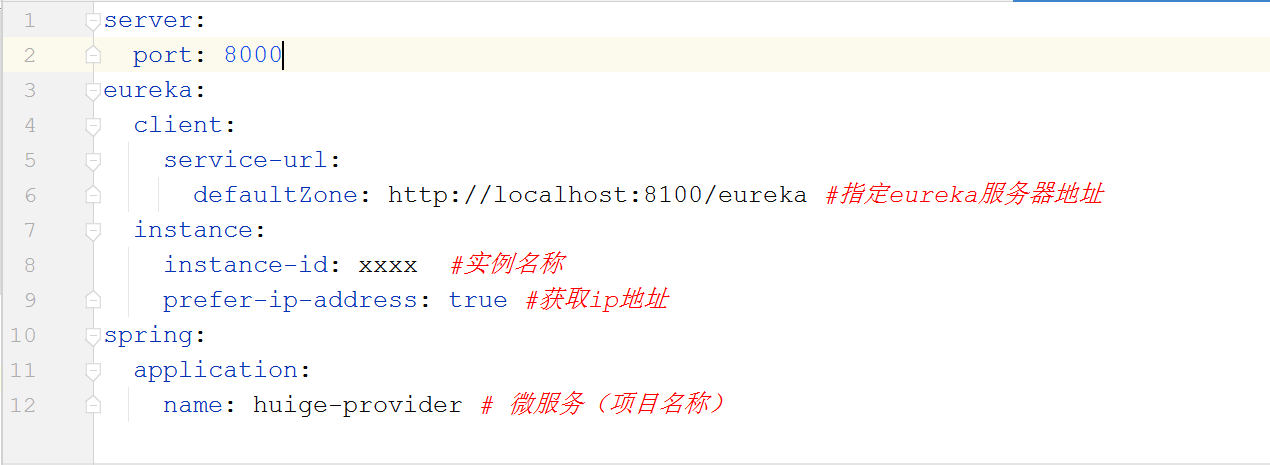 1 server:
2 port: 8000
3 eureka:
4 client:
5 service-url:
6 defaultZone: http://localhost:8100/eureka #指定eureka服务器地址
7 instance:
8 instance-id: xxxx #实例名称
9 prefer-ip-address: true #获取ip地址
10 spring:
11 application:
12 name: huige-provider # 微服务（项目名称）